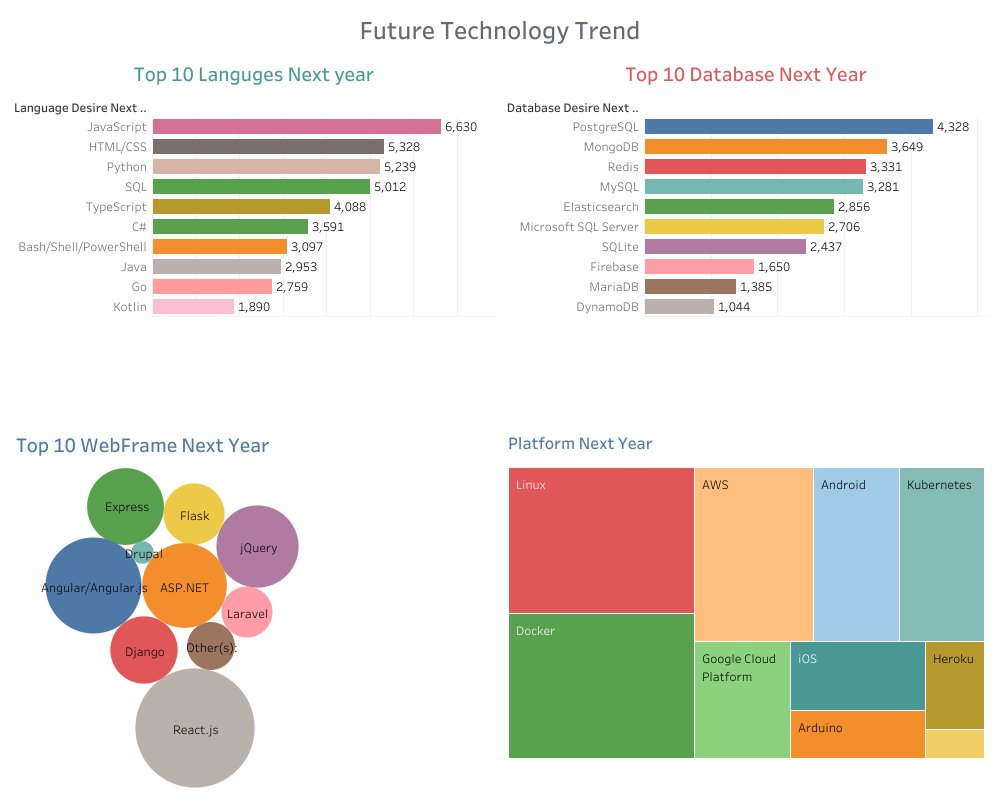 Future Technology Trend
Top 10 Languges Next year
Language Desire Next ..
JavaScript 6,630
HTML/CSS 5,328
Python 5,239
SQL 5,012
TypeScript 4,088
C# 3,591
Bash/Shell/PowerShell 3,097
Java 2,953
Go 2,759
Kotlin 1,890
Top 10 Database Next Year
Database Desire Next ..
PostgreSQL 4,328
MongoDB 3,649
Redis 3,331
MySQL 3,281
Elasticsearch 2,856
Microsoft SQL Server 2,706
SQLite 2,437
Firebase 1,650
MariaDB 1,385
DynamoDB 1,044
Top 10 WebFrame Next Year
Express
Flask
jQuery
Drupal
Angular/Angular.js
ASP.NET
Laravel
Django
Other(s):
React.js
Platform Next Year
Linux
AWS
Android
Kubernetes
Docker
Google Cloud
Platform
iOS
Heroku
Arduino